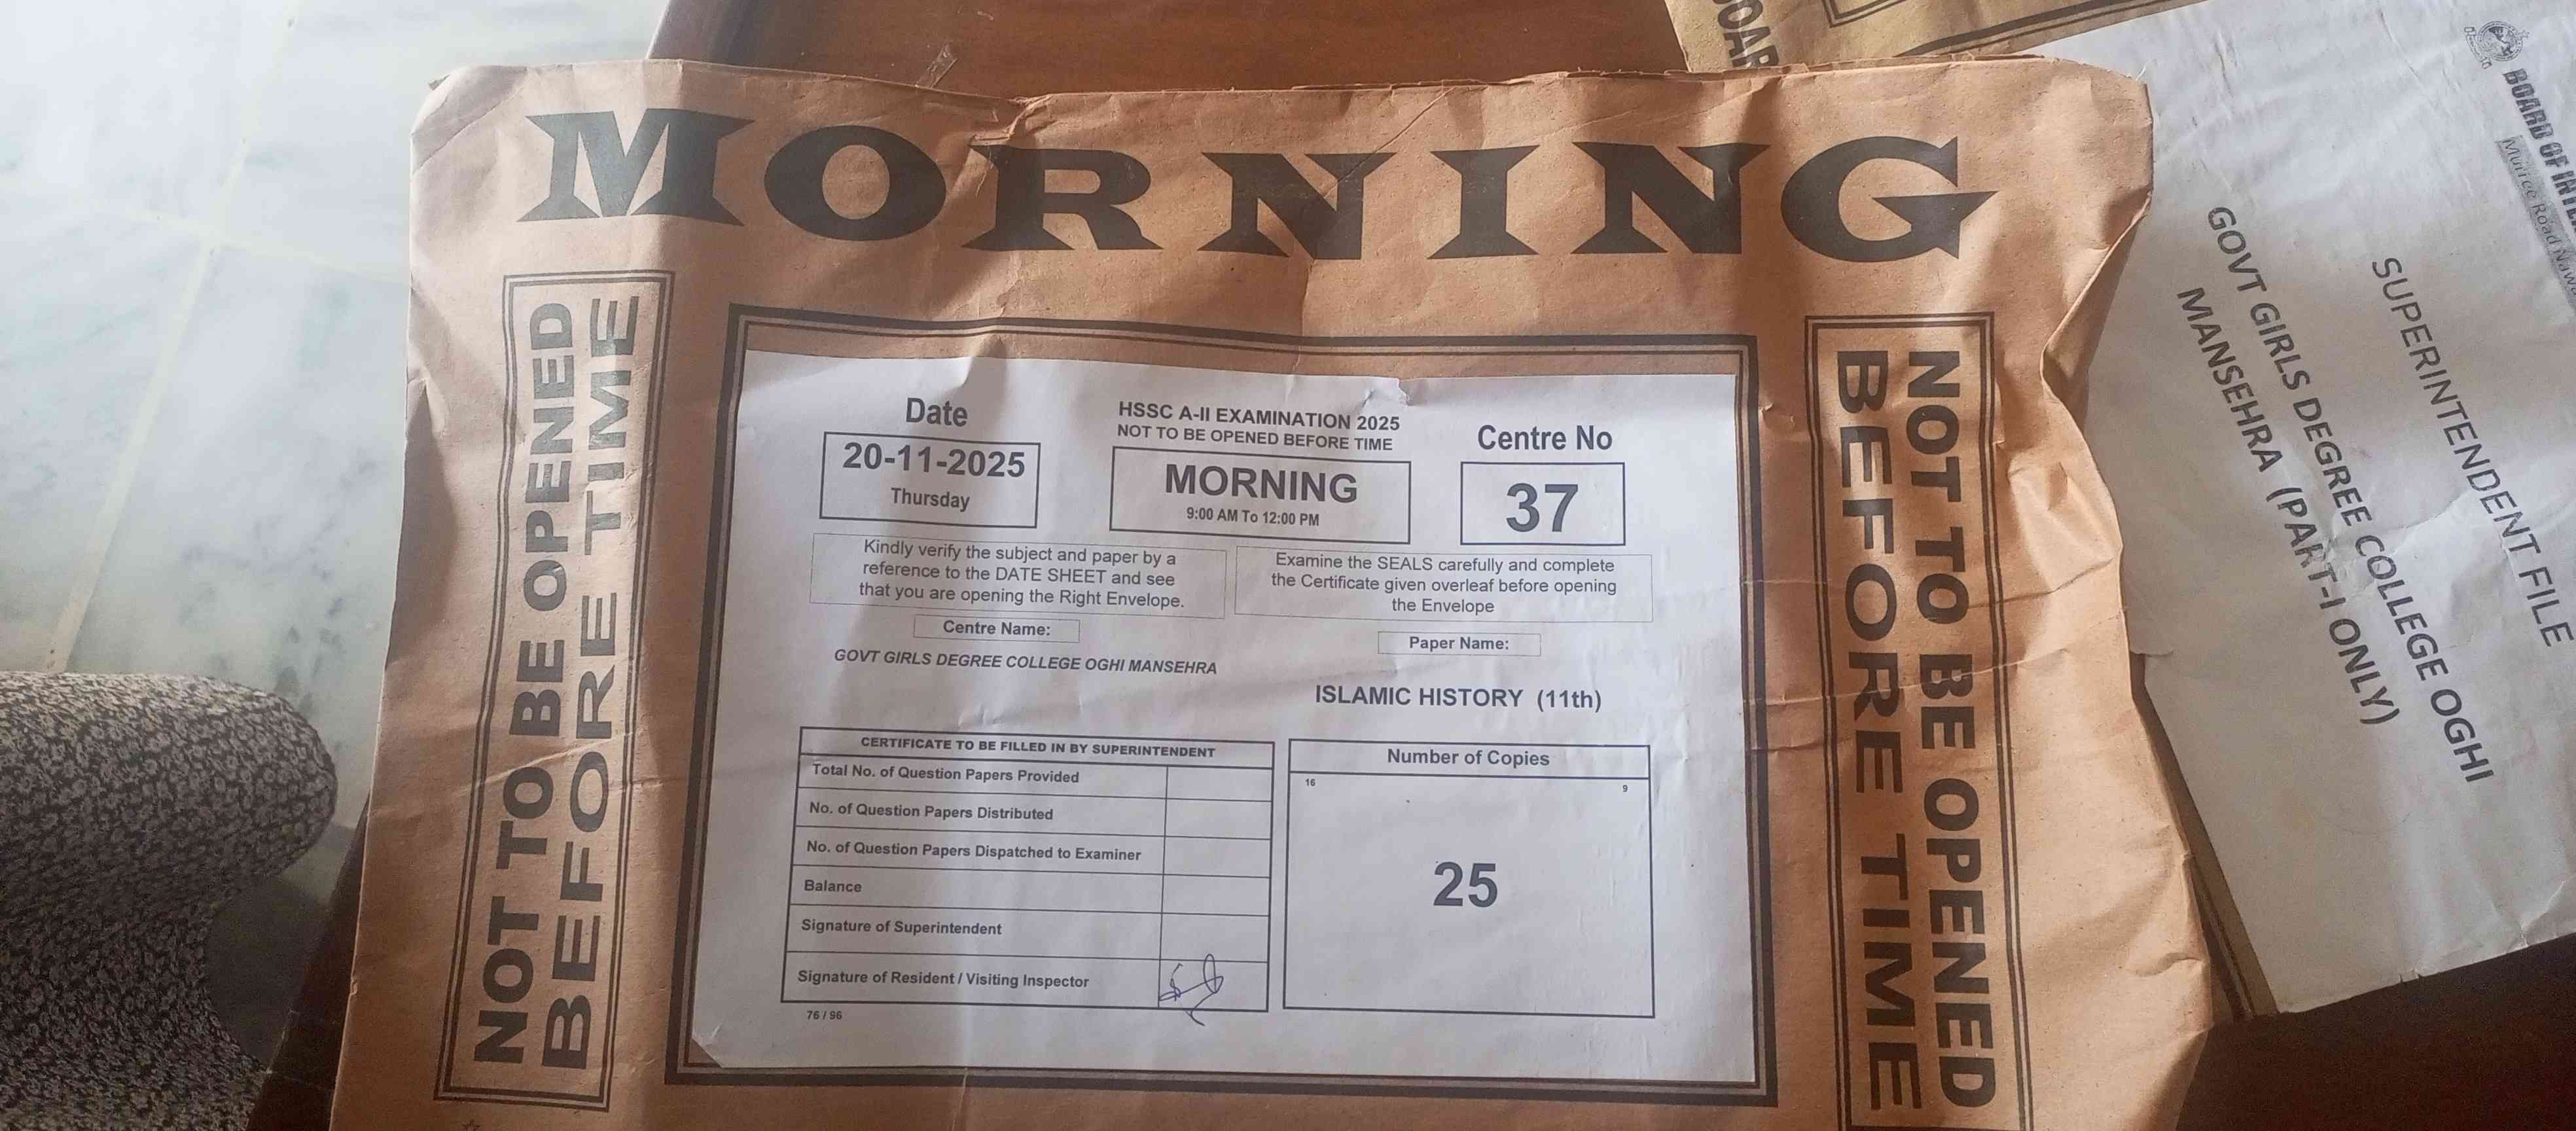 MORNING
NOT TO BE OPENED
BEFORE TIME
Date
20-11-2025
Thursday
HSSC A-II EXAMINATION 2025
NOT TO BE OPENED BEFORE TIME
MORNING
9:00 AM To 12:00 PM
Centre No
37
Kindly verify the subject and paper by a
reference to the DATE SHEET and see
that you are opening the Right Envelope.
Examine the SEALS carefully and complete
the Certificate given overleaf before opening
the Envelope
Centre Name:
GOVT GIRLS DEGREE COLLEGE OGHI MANSEHRA
Paper Name:
ISLAMIC HISTORY (11th)
CERTIFICATE TO BE FILLED IN BY SUPERINTENDENT
Total No. of Question Papers Provided
No. of Question Papers Distributed
No. of Question Papers Dispatched to Examiner
Balance
Signature of Superintendent
Signature of Resident / Visiting Inspector
76 / 96
Number of Copies
16 9
25
NOT TO BE OPENED
BEFORE TIME
BOARD OF
Road
SUPERINTENDENT FILE
GOVT GIRLS DEGREE COLLEGE OGHI
MANSEHRA (PART-I ONLY)